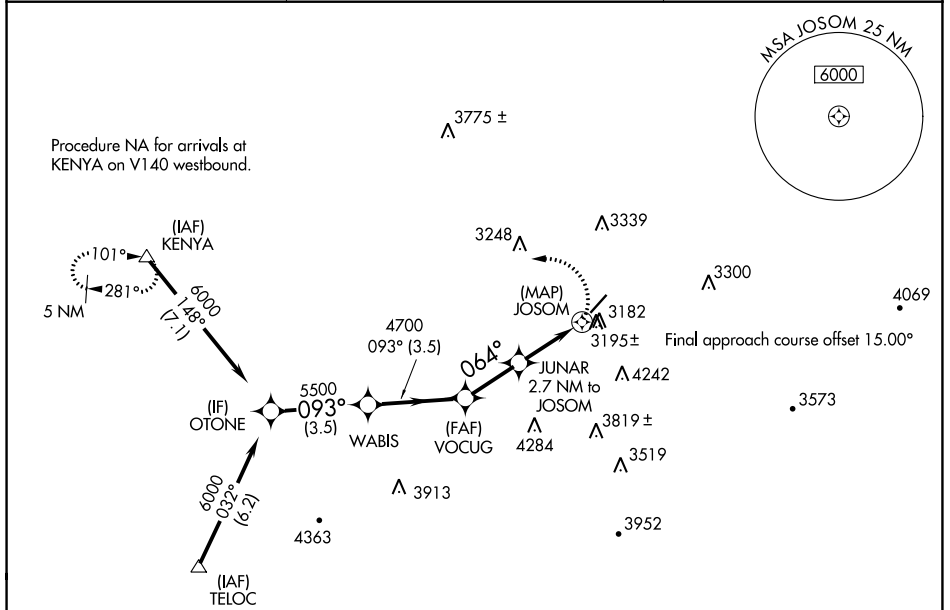 MSA JOSOM 25 NM
6000
3775 ±
Procedure NA for arrivals at
KENYA on V140 westbound.
(IAF)
KENYA
101°
281°
5 NM
6000
148°
(7.1)
3248
3339
3300
4069
(MAP)
JOSOM
3182
3195±
Final approach course offset 15.00°
4700
093° (3.5)
064°
JUNAR
2.7 NM to
JOSOM
4242
3573
5500
093°
(3.5)
(IF)
OTONE
WABIS
(FAF)
VOCUG
4284
3819 ±
3519
6000
032°
(6.2)
3913
4363
3952
(IAF)
TELOC